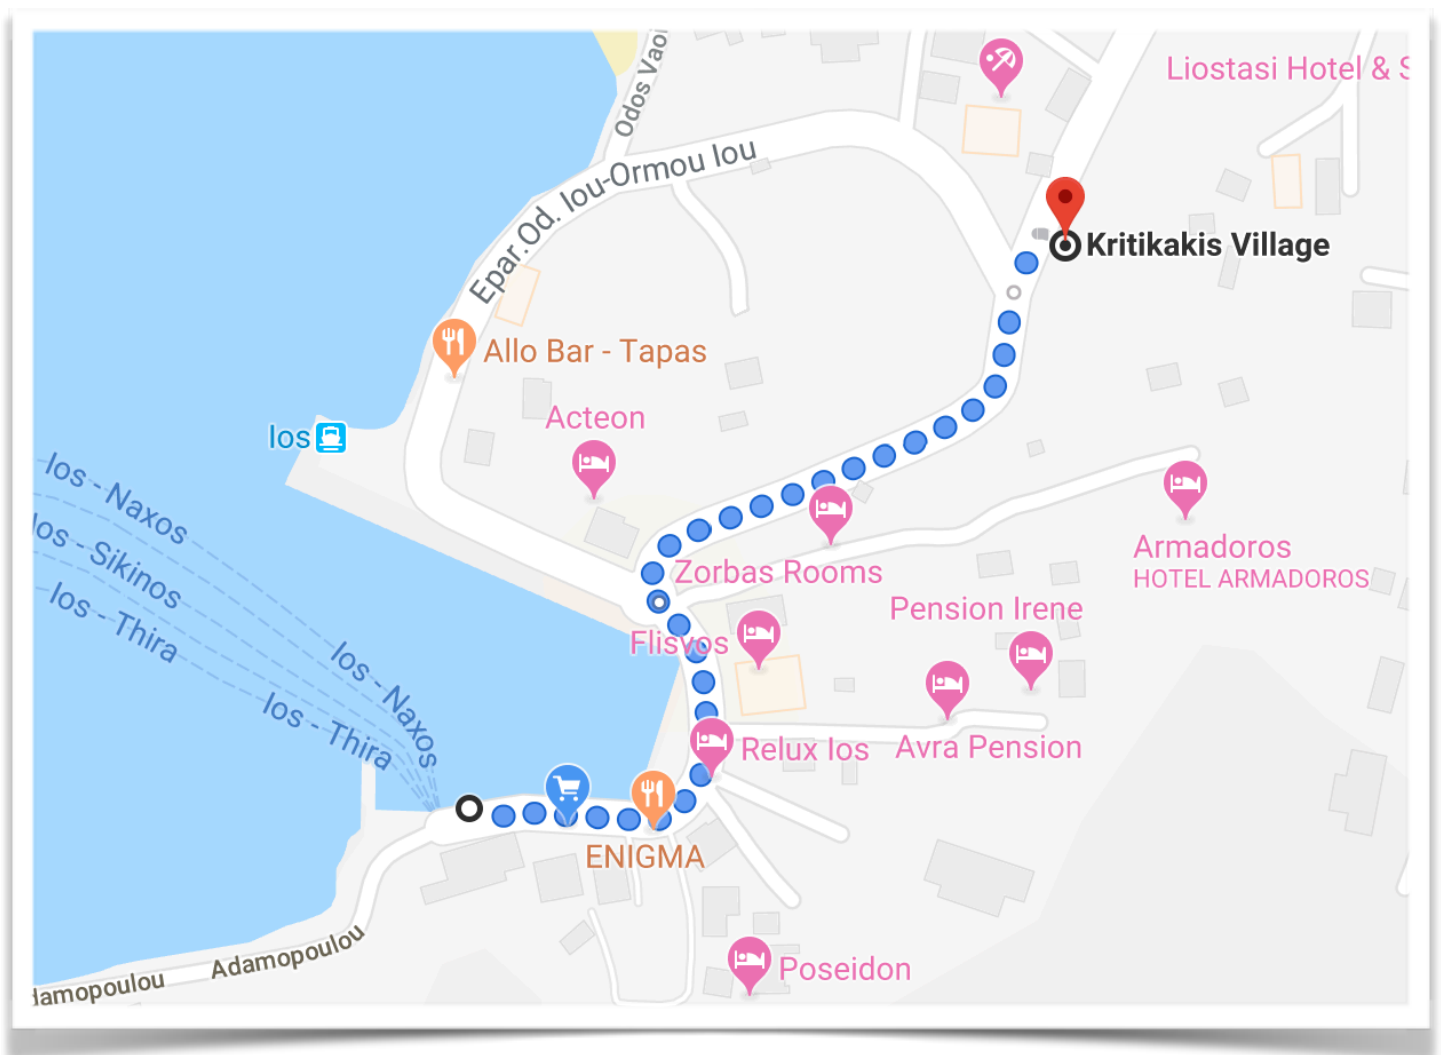 Odos Vaol
Liostasi Hotel & S
Epar.Od. Iou-Ormou Iou
Kritikakis Village
Allo Bar - Tapas
Acteon
Ios
Ios - Naxos
Ios - Sikinos
Ios - Thira
Zorbas Rooms
Armadoros
HOTEL ARMADOROS
Pension Irene
Flisvos
Ios - Naxos
Ios - Thira
Relux Ios
Avra Pension
ENIGMA
Adamopoulou
damopoulou
Poseidon